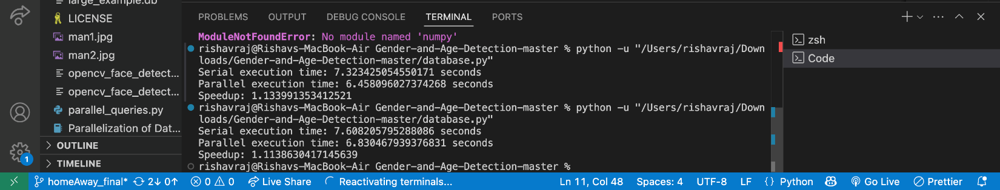 large_example.db
LICENSE
man1.jpg
man2.jpg
opencv_face_detect...
opencv_face_detect...
parallel_queries.py
Parallelization of Dat...
OUTLINE
TIMELINE
1
PROBLEMS OUTPUT DEBUG CONSOLE TERMINAL PORTS
ModuleNotFoundError: No module named 'numpy'
rishavraj@Rishavs-MacBook-Air Gender-and-Age-Detection-master % python -u "/Users/rishavraj/Down
loads/Gender-and-Age-Detection-master/database.py"
Serial execution time: 7.323425054550171 seconds
Parallel execution time: 6.458096027374268 seconds
Speedup: 1.133991353412521
rishavraj@Rishavs-MacBook-Air Gender-and-Age-Detection-master % python -u "/Users/rishavraj/Down
loads/Gender-and-Age-Detection-master/database.py"
Serial execution time: 7.608205795288086 seconds
Parallel execution time: 6.830467939376831 seconds
Speedup: 1.1138630417145639
rishavraj@Rishavs-MacBook-Air Gender-and-Age-Detection-master %
zsh
Code
homeAway_final* 2↓ 0↑ 0 0 Live Share Reactivating terminals... Ln 11, Col 48 Spaces: 4 UTF-8 LF {} Python Go Live Prettier